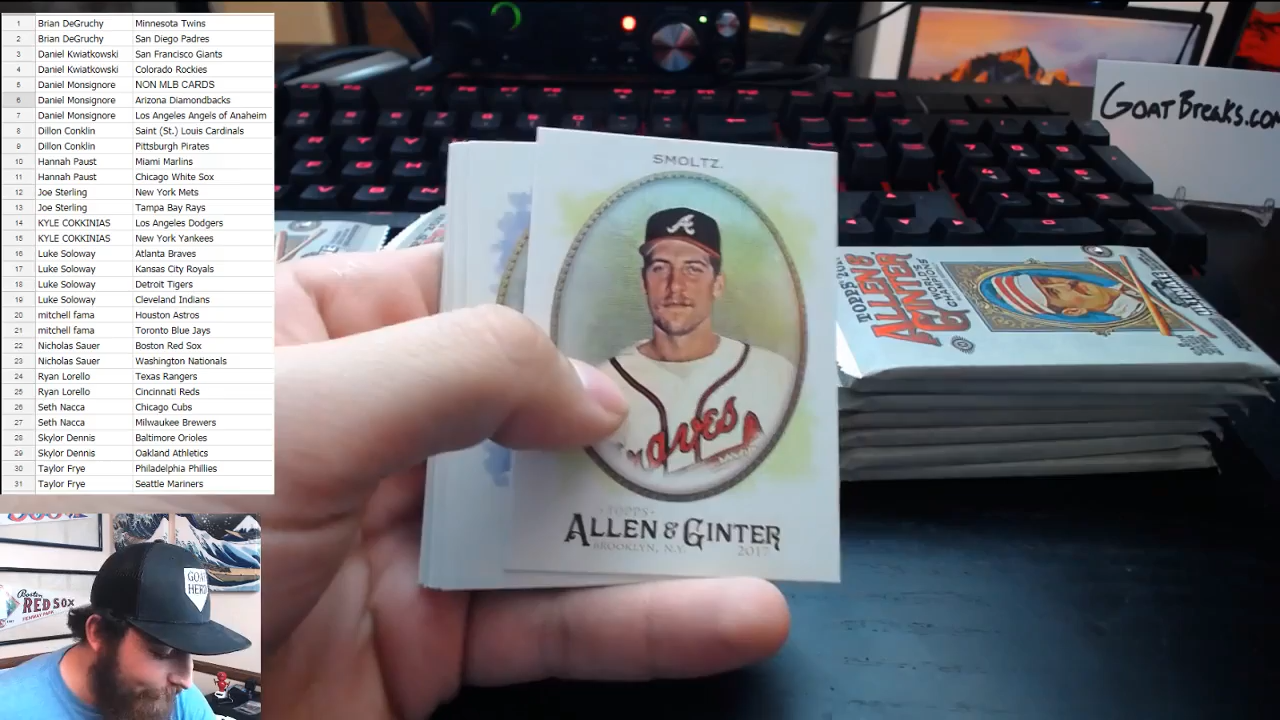 1 Brian DeGruchy Minnesota Twins
2 Brian DeGruchy San Diego Padres
3 Daniel Kwiatkowski San Francisco Giants
4 Daniel Kwiatkowski Colorado Rockies
5 Daniel Monsignore NON MLB CARDS
6 Daniel Monsignore Arizona Diamondbacks
7 Daniel Monsignore Los Angeles Angels of Anaheim
8 Dillon Conklin Saint (St.) Louis Cardinals
9 Dillon Conklin Pittsburgh Pirates
10 Hannah Paust Miami Marlins
11 Hannah Paust Chicago White Sox
12 Joe Sterling New York Mets
13 Joe Sterling Tampa Bay Rays
14 KYLE COKKINIAS Los Angeles Dodgers
15 KYLE COKKINIAS New York Yankees
16 Luke Soloway Atlanta Braves
17 Luke Soloway Kansas City Royals
18 Luke Soloway Detroit Tigers
19 Luke Soloway Cleveland Indians
20 mitchell fama Houston Astros
21 mitchell fama Toronto Blue Jays
22 Nicholas Sauer Boston Red Sox
23 Nicholas Sauer Washington Nationals
24 Ryan Lorello Texas Rangers
25 Ryan Lorello Cincinnati Reds
26 Seth Nacca Chicago Cubs
27 Seth Nacca Milwaukee Brewers
28 Skylor Dennis Baltimore Orioles
29 Skylor Dennis Oakland Athletics
30 Taylor Frye Philadelphia Phillies
31 Taylor Frye Seattle Mariners
GOATBREAKS.COM
SMOLTZ
A
TOPPS
ALLEN & GINTER
BROOKLYN, N.Y. 2017
ALLEN &
GINTER
WORLD'S
CHAMPIONS
Boston
RED SOX
FENWAY PARK